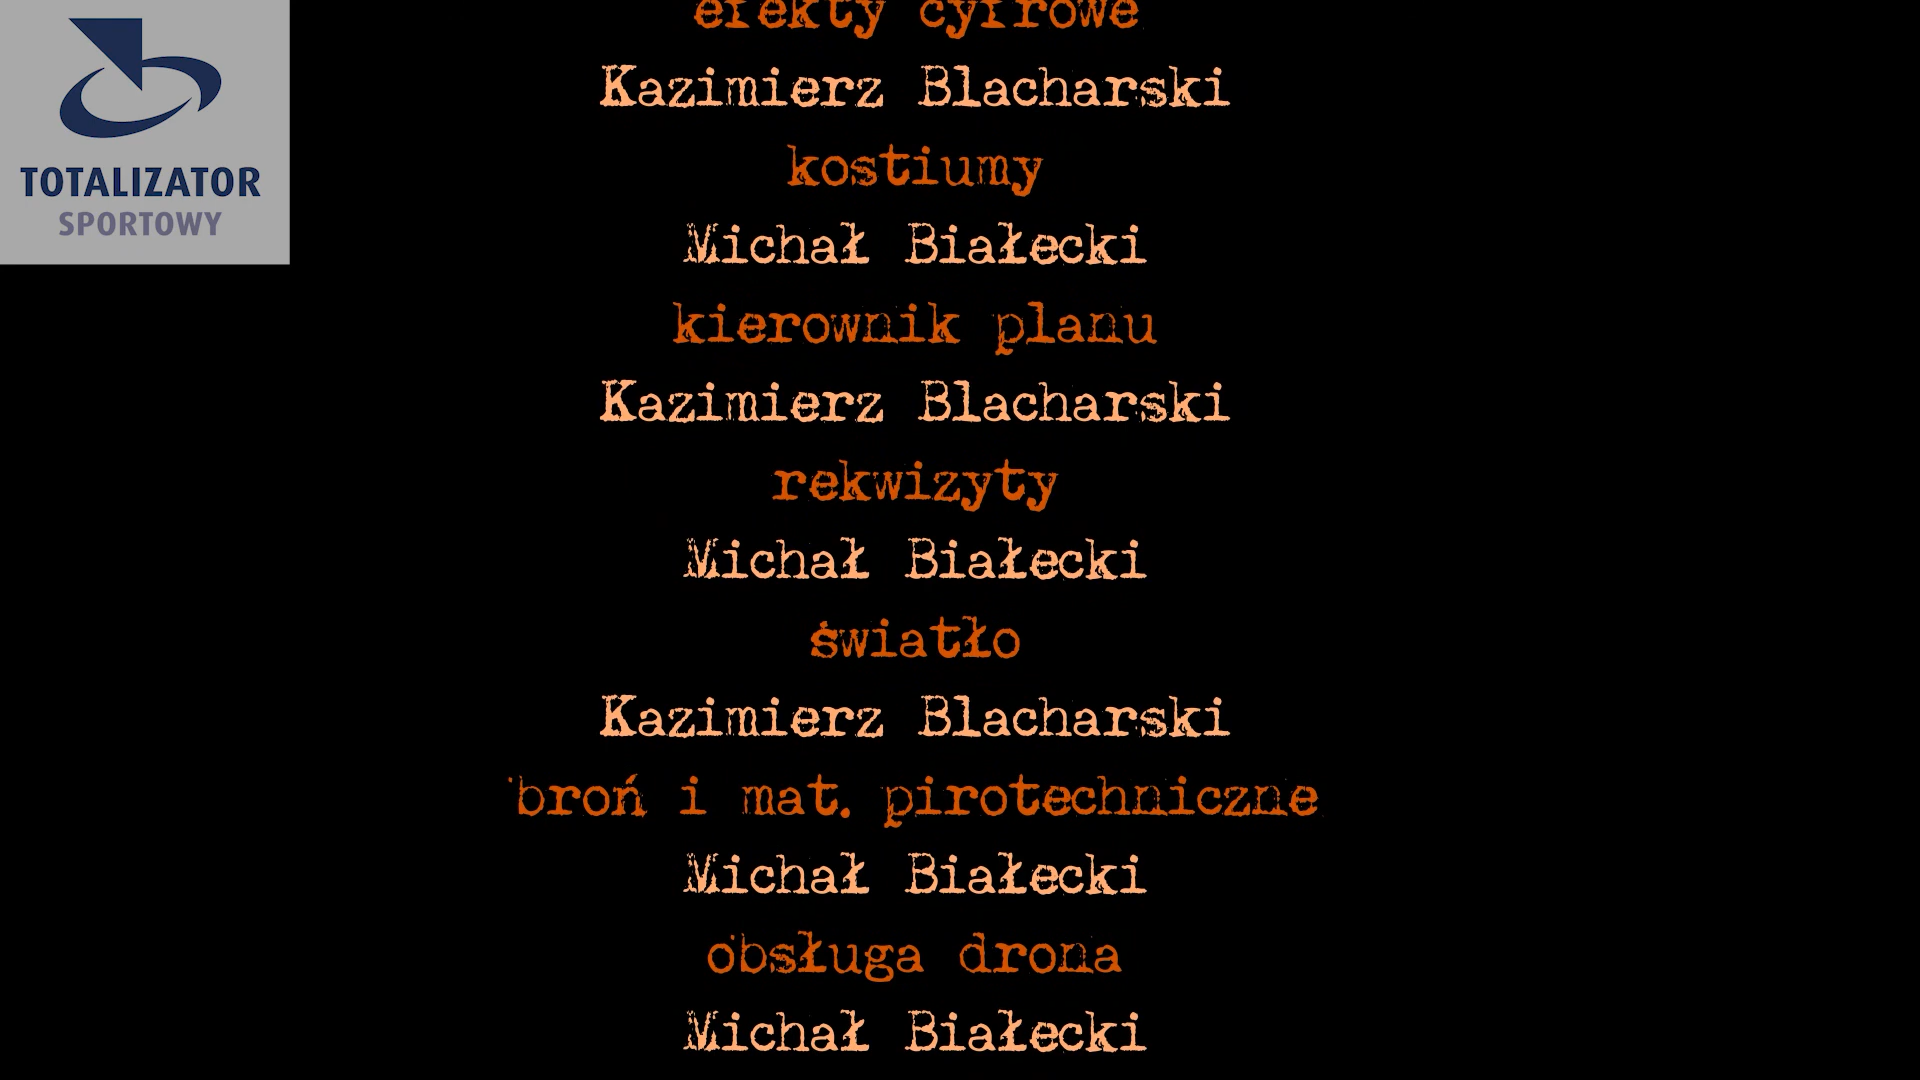 TOTALIZATOR
SPORTOWY
efekty cyfrowe
Kazimierz Blacharski
kostiumy
Michał Białecki
kierownik planu
Kazimierz Blacharski
rekwizyty
Michał Białecki
światło
Kazimierz Blacharski
broń i mat. pirotechniczne
Michał Białecki
obsługa drona
Michał Białecki